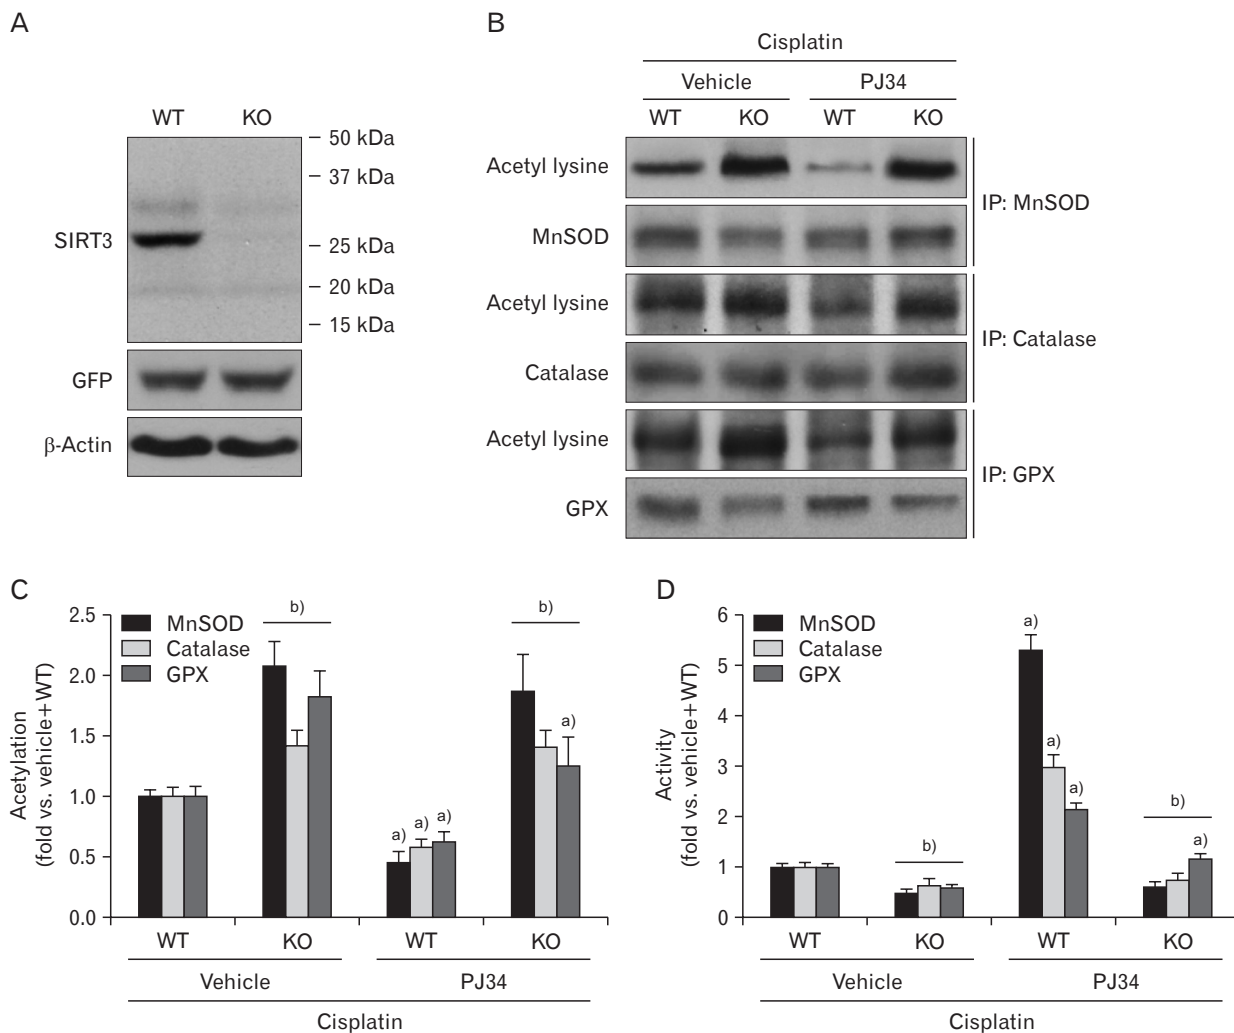 A
WT KO
50 kDa
37 kDa
SIRT3
25 kDa
20 kDa
15 kDa
GFP
β-Actin
B
Cisplatin
Vehicle PJ34
WT KO WT KO
Acetyl lysine
IP: MnSOD
MnSOD
Acetyl lysine
IP: Catalase
Catalase
Acetyl lysine
IP: GPX
GPX
C
Acetylation
(fold vs. vehicle+WT)
2.5
2.0
1.5
1.0
0.5
0.0
MnSOD
Catalase
GPX
b)
a) a) a)
b)
a)
WT KO WT KO
Vehicle PJ34
Cisplatin
D
Activity
(fold vs. vehicle+WT)
6
5
4
3
2
1
0
MnSOD
Catalase
GPX
b)
a)
a)
a)
b)
a)
WT KO WT KO
Vehicle PJ34
Cisplatin